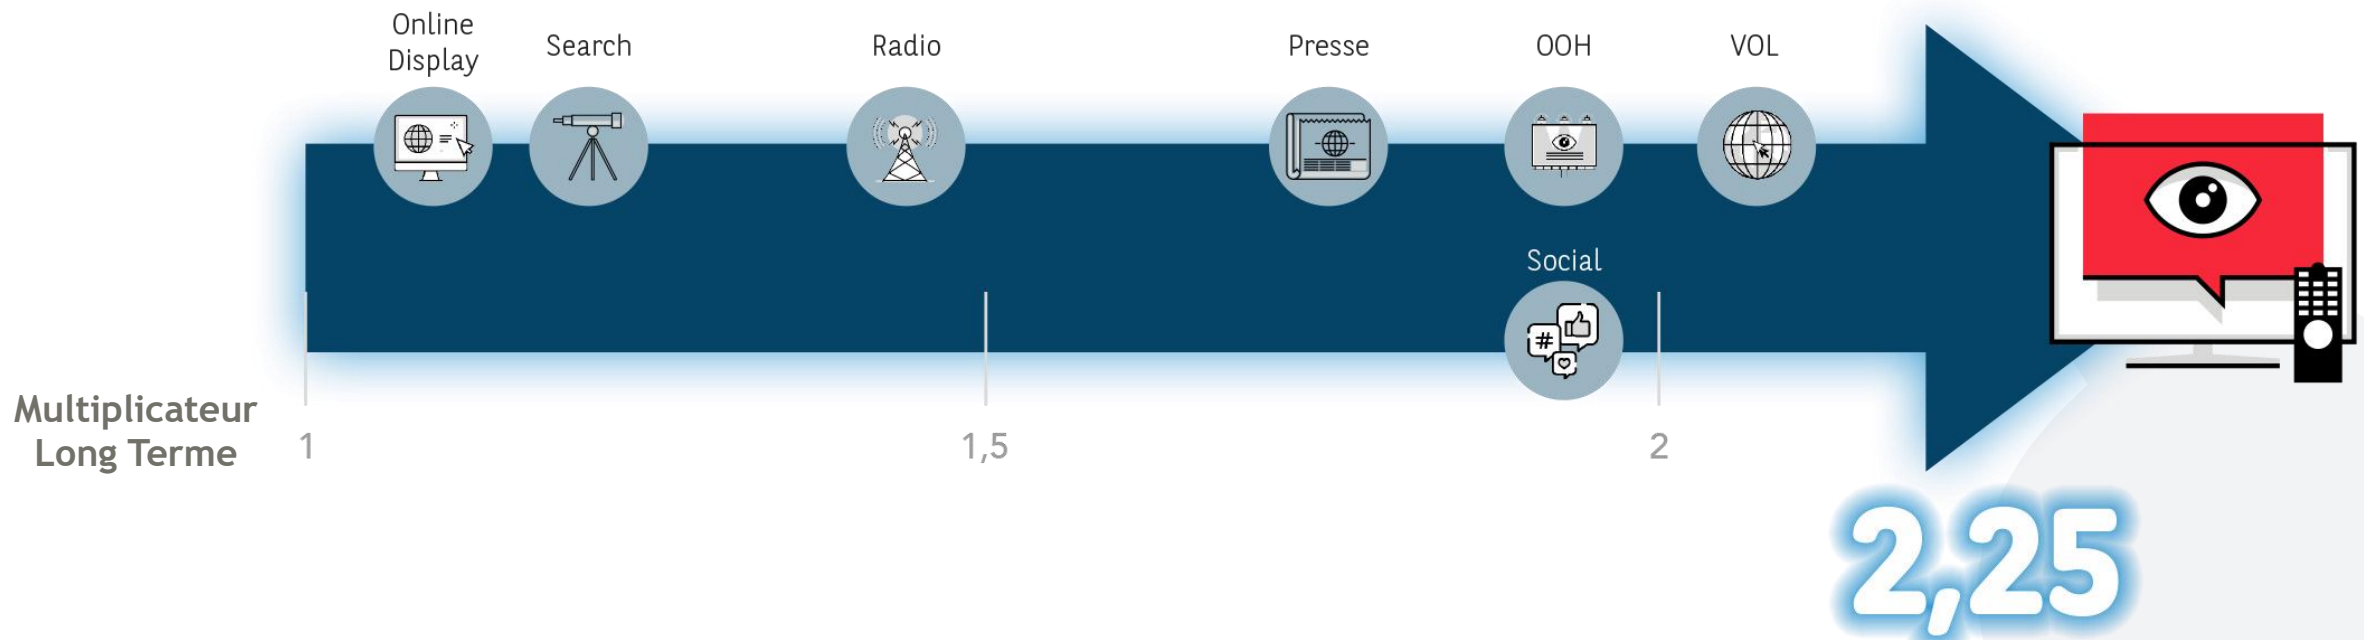 Online
Display
Search
Radio
Presse
OOH
VOL
Social
#
Multiplicateur
Long Terme
1
1,5
2
2,25